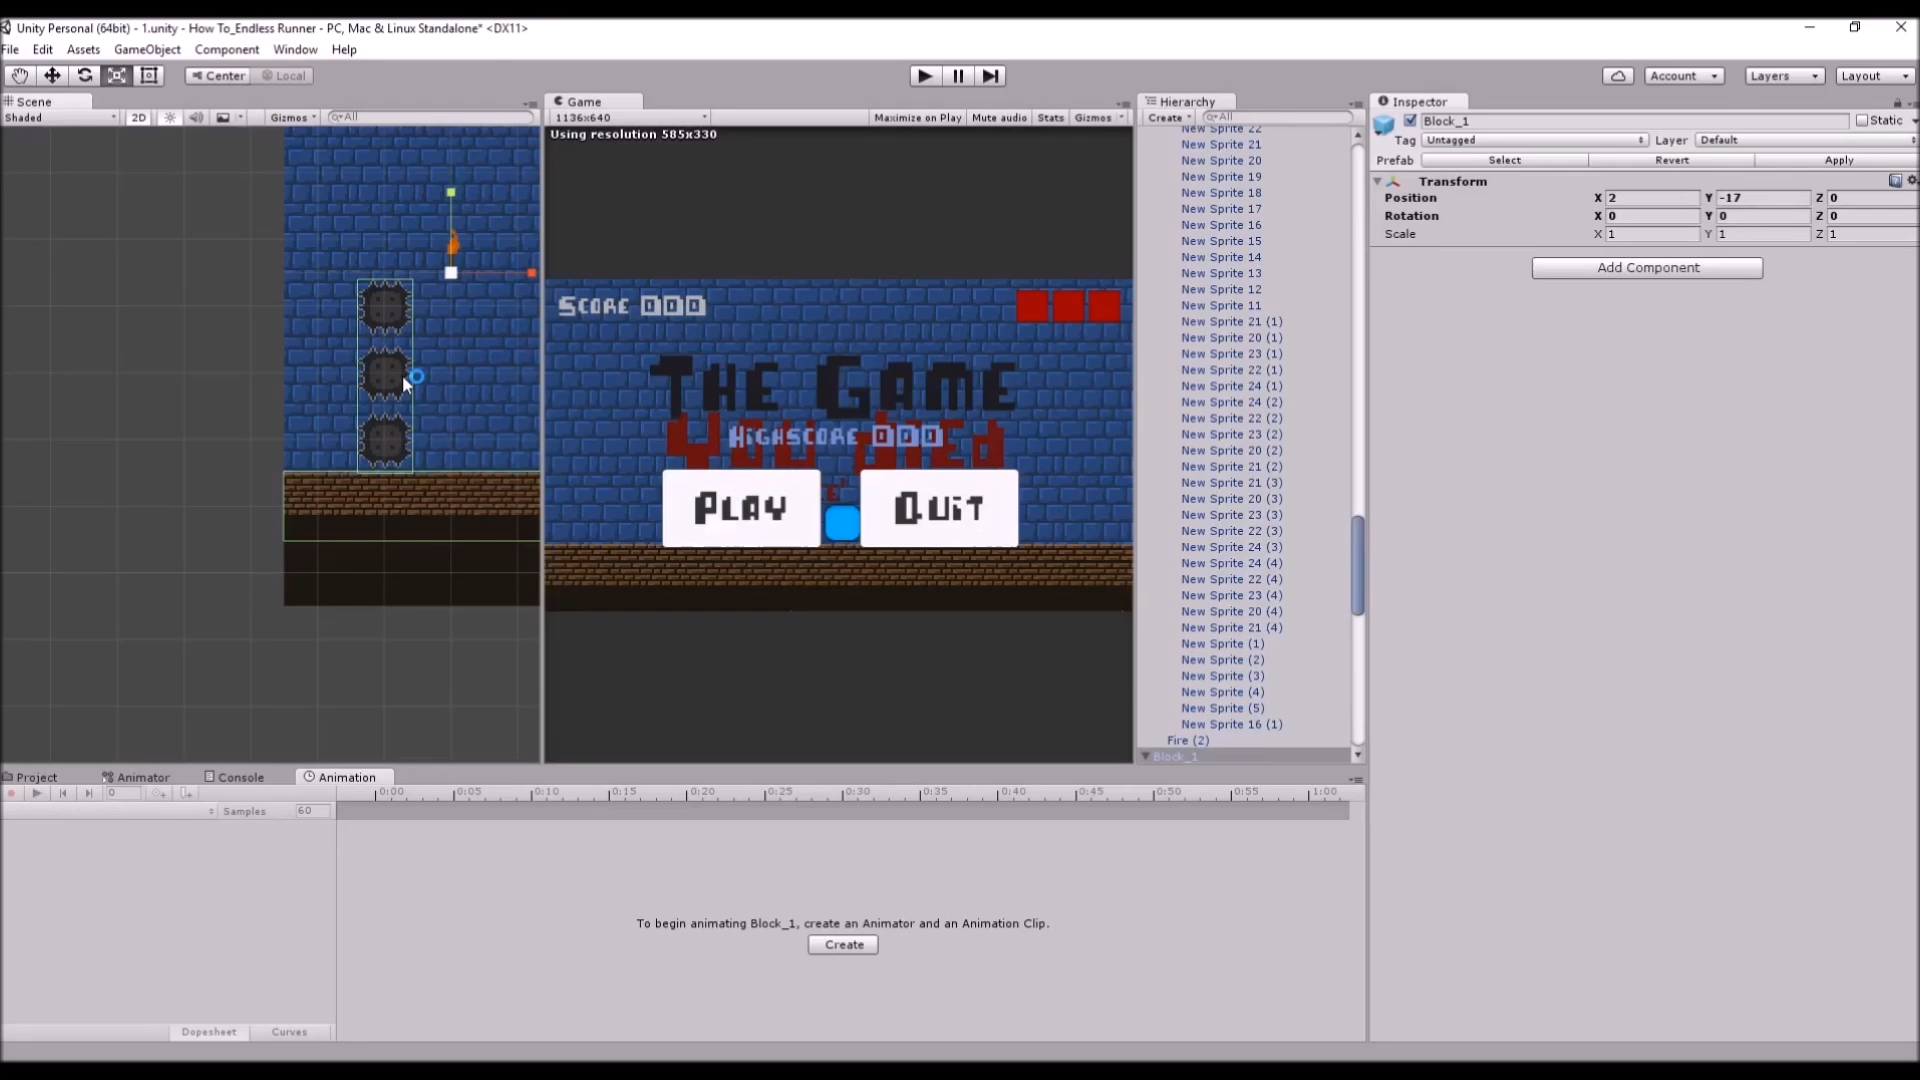 Unity Personal (64bit) - 1.unity - How To_Endless Runner - PC, Mac & Linux Standalone* <DX11>
File Edit Assets GameObject Component Window Help
Center Local Account Layers Layout
Scene Game Hierarchy Inspector
Shaded 2D Gizmos All 1136x640 Maximize on Play Mute audio Stats Gizmos Create All
Block_1 Static
Using resolution 585x330
Tag Untagged Layer Default
Prefab Select Revert Apply
Transform
Position X 2 Y -17 Z 0
Rotation X 0 Y 0 Z 0
Scale X 1 Y 1 Z 1
Add Component
New Sprite 22
New Sprite 21
New Sprite 20
New Sprite 19
New Sprite 18
New Sprite 17
New Sprite 16
New Sprite 15
New Sprite 14
New Sprite 13
New Sprite 12
New Sprite 11
New Sprite 21 (1)
New Sprite 20 (1)
New Sprite 23 (1)
New Sprite 22 (1)
New Sprite 24 (1)
New Sprite 24 (2)
New Sprite 22 (2)
New Sprite 23 (2)
New Sprite 20 (2)
New Sprite 21 (2)
New Sprite 21 (3)
New Sprite 20 (3)
New Sprite 23 (3)
New Sprite 22 (3)
New Sprite 24 (3)
New Sprite 24 (4)
New Sprite 22 (4)
New Sprite 23 (4)
New Sprite 20 (4)
New Sprite 21 (4)
New Sprite (1)
New Sprite (2)
New Sprite (3)
New Sprite (4)
New Sprite (5)
New Sprite 16 (1)
Fire (2)
Block_1
Score 000
The Game
You Died
Highscore 000
Play Quit
Project Animator Console Animation
0 0:00 0:05 0:10 0:15 0:20 0:25 0:30 0:35 0:40 0:45 0:50 0:55 1:00
Samples 60
To begin animating Block_1, create an Animator and an Animation Clip.
Create
Dopesheet Curves